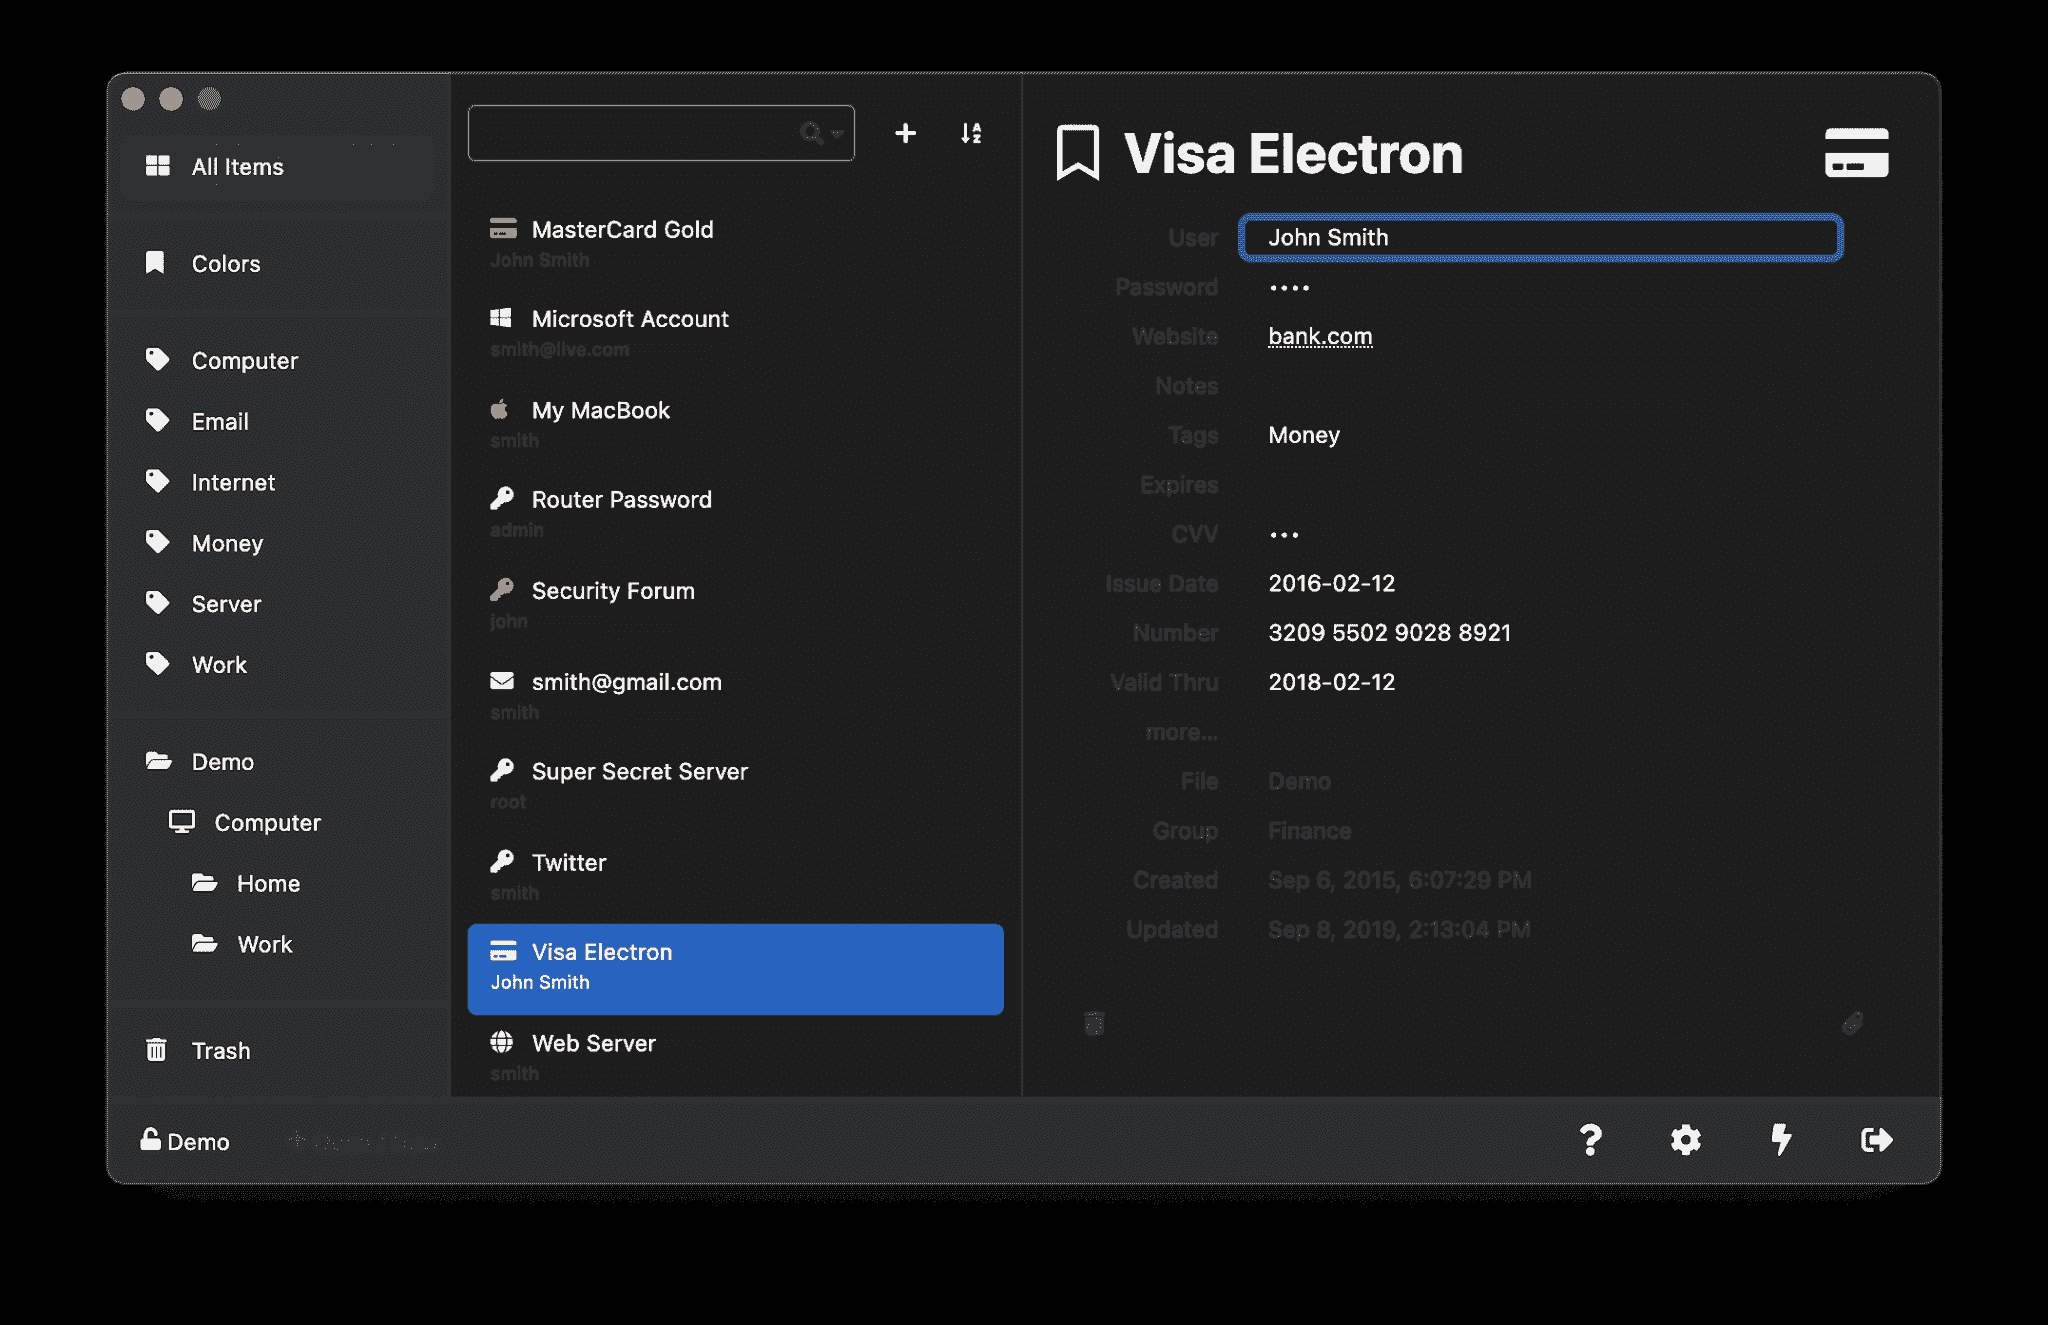 All Items
Colors
Computer
Email
Internet
Money
Server
Work
Demo
Computer
Home
Work
Trash
MasterCard Gold
John Smith
Microsoft Account
smith@live.com
My MacBook
smith
Router Password
admin
Security Forum
john
smith@gmail.com
smith
Super Secret Server
root
Twitter
smith
Visa Electron
John Smith
Web Server
smith
Visa Electron
User John Smith
Password ••••
Website bank.com
Notes
Tags Money
Expires
CVV •••
Issue Date 2016-02-12
Number 3209 5502 9028 8921
Valid Thru 2018-02-12
more...
File Demo
Group Finance
Created Sep 6, 2015, 6:07:29 PM
Updated Sep 8, 2019, 2:13:04 PM
Demo